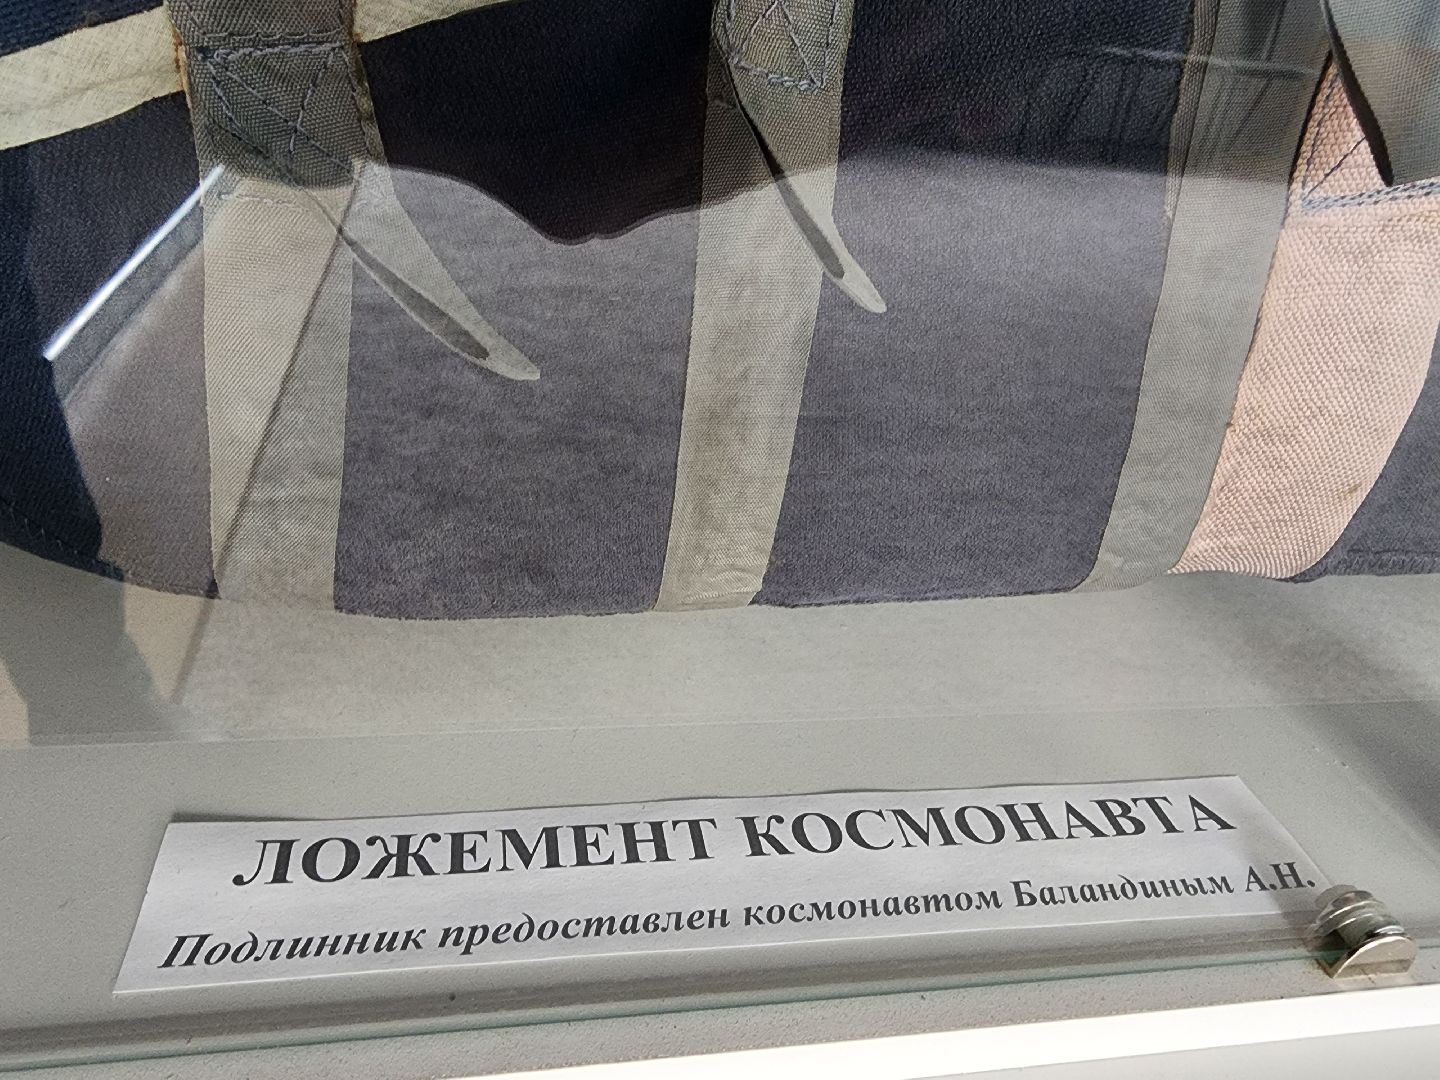 ЛОЖЕМЕНТ КОСМОНАВТА
Подлинник предоставлен космонавтом Баландиным А.Н.